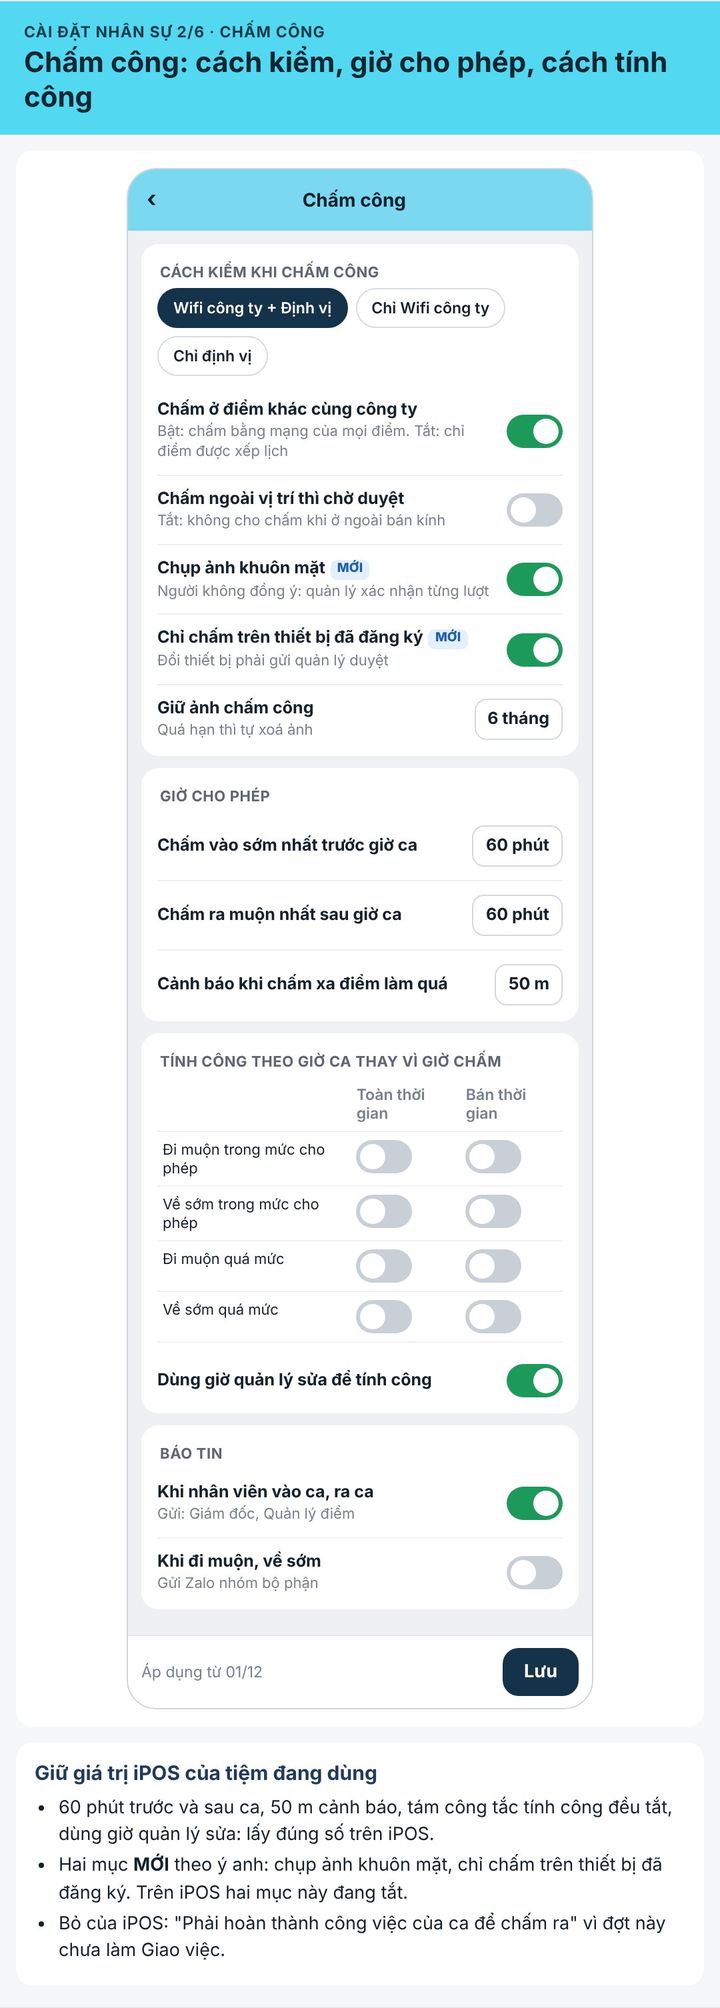 CÀI ĐẶT NHÂN SỰ 2/6 · CHẤM CÔNG
Chấm công: cách kiểm, giờ cho phép, cách tính
công
‹
Chấm công
CÁCH KIỂM KHI CHẤM CÔNG
Wifi công ty + Định vị
Chỉ Wifi công ty
Chỉ định vị
Chấm ở điểm khác cùng công ty
Bật: chấm bằng mạng của mọi điểm. Tắt: chỉ
điểm được xếp lịch
Chấm ngoài vị trí thì chờ duyệt
Tắt: không cho chấm khi ở ngoài bán kính
Chụp ảnh khuôn mặt MỚI
Người không đồng ý: quản lý xác nhận từng lượt
Chỉ chấm trên thiết bị đã đăng ký MỚI
Đổi thiết bị phải gửi quản lý duyệt
Giữ ảnh chấm công
6 tháng
Quá hạn thì tự xoá ảnh
GIỜ CHO PHÉP
Chấm vào sớm nhất trước giờ ca
60 phút
Chấm ra muộn nhất sau giờ ca
60 phút
Cảnh báo khi chấm xa điểm làm quá
50 m
TÍNH CÔNG THEO GIỜ CA THAY VÌ GIỜ CHẤM
Toàn thời
gian
Bán thời
gian
Đi muộn trong mức cho
phép
Về sớm trong mức cho
phép
Đi muộn quá mức
Về sớm quá mức
Dùng giờ quản lý sửa để tính công
BÁO TIN
Khi nhân viên vào ca, ra ca
Gửi: Giám đốc, Quản lý điểm
Khi đi muộn, về sớm
Gửi Zalo nhóm bộ phận
Áp dụng từ 01/12
Lưu
Giữ giá trị iPOS của tiệm đang dùng
• 60 phút trước và sau ca, 50 m cảnh báo, tám công tắc tính công đều tắt,
dùng giờ quản lý sửa: lấy đúng số trên iPOS.
• Hai mục MỚI theo ý anh: chụp ảnh khuôn mặt, chỉ chấm trên thiết bị đã
đăng ký. Trên iPOS hai mục này đang tắt.
• Bỏ của iPOS: "Phải hoàn thành công việc của ca để chấm ra" vì đợt này
chưa làm Giao việc.